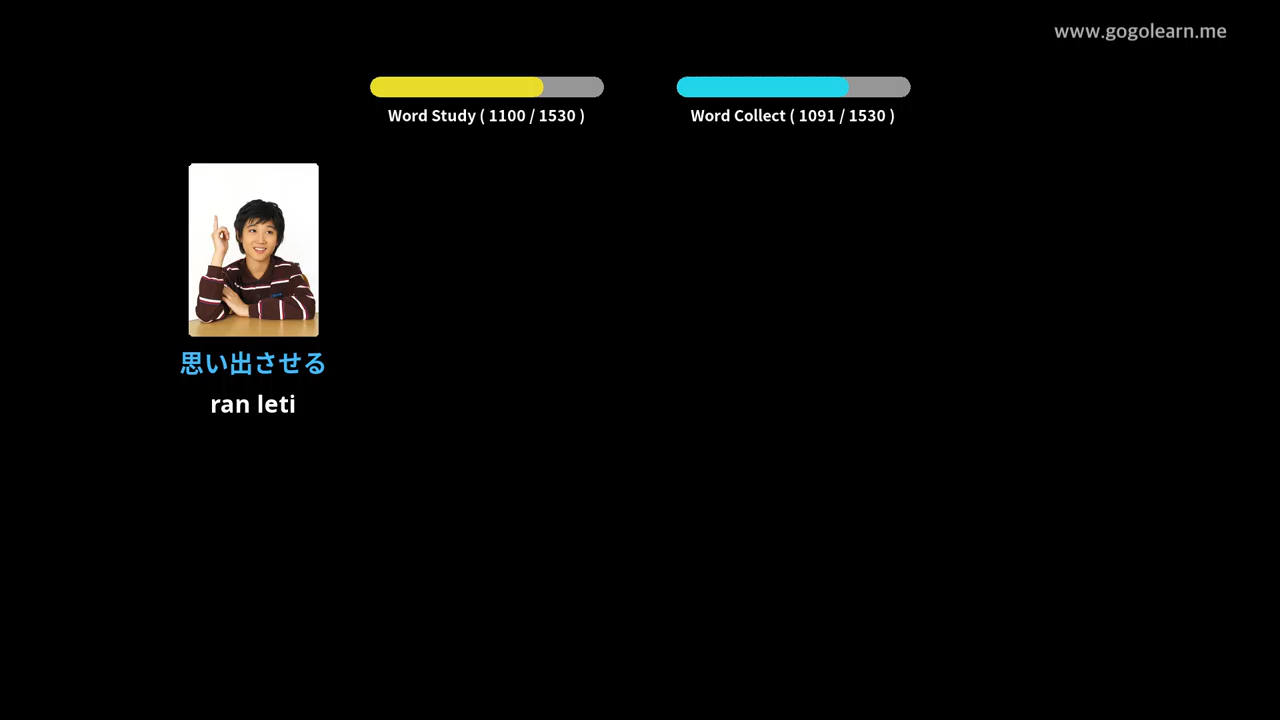 www.gogolearn.me
Word Study ( 1100 / 1530 )
Word Collect ( 1091 / 1530 )
思い出させる
ran leti